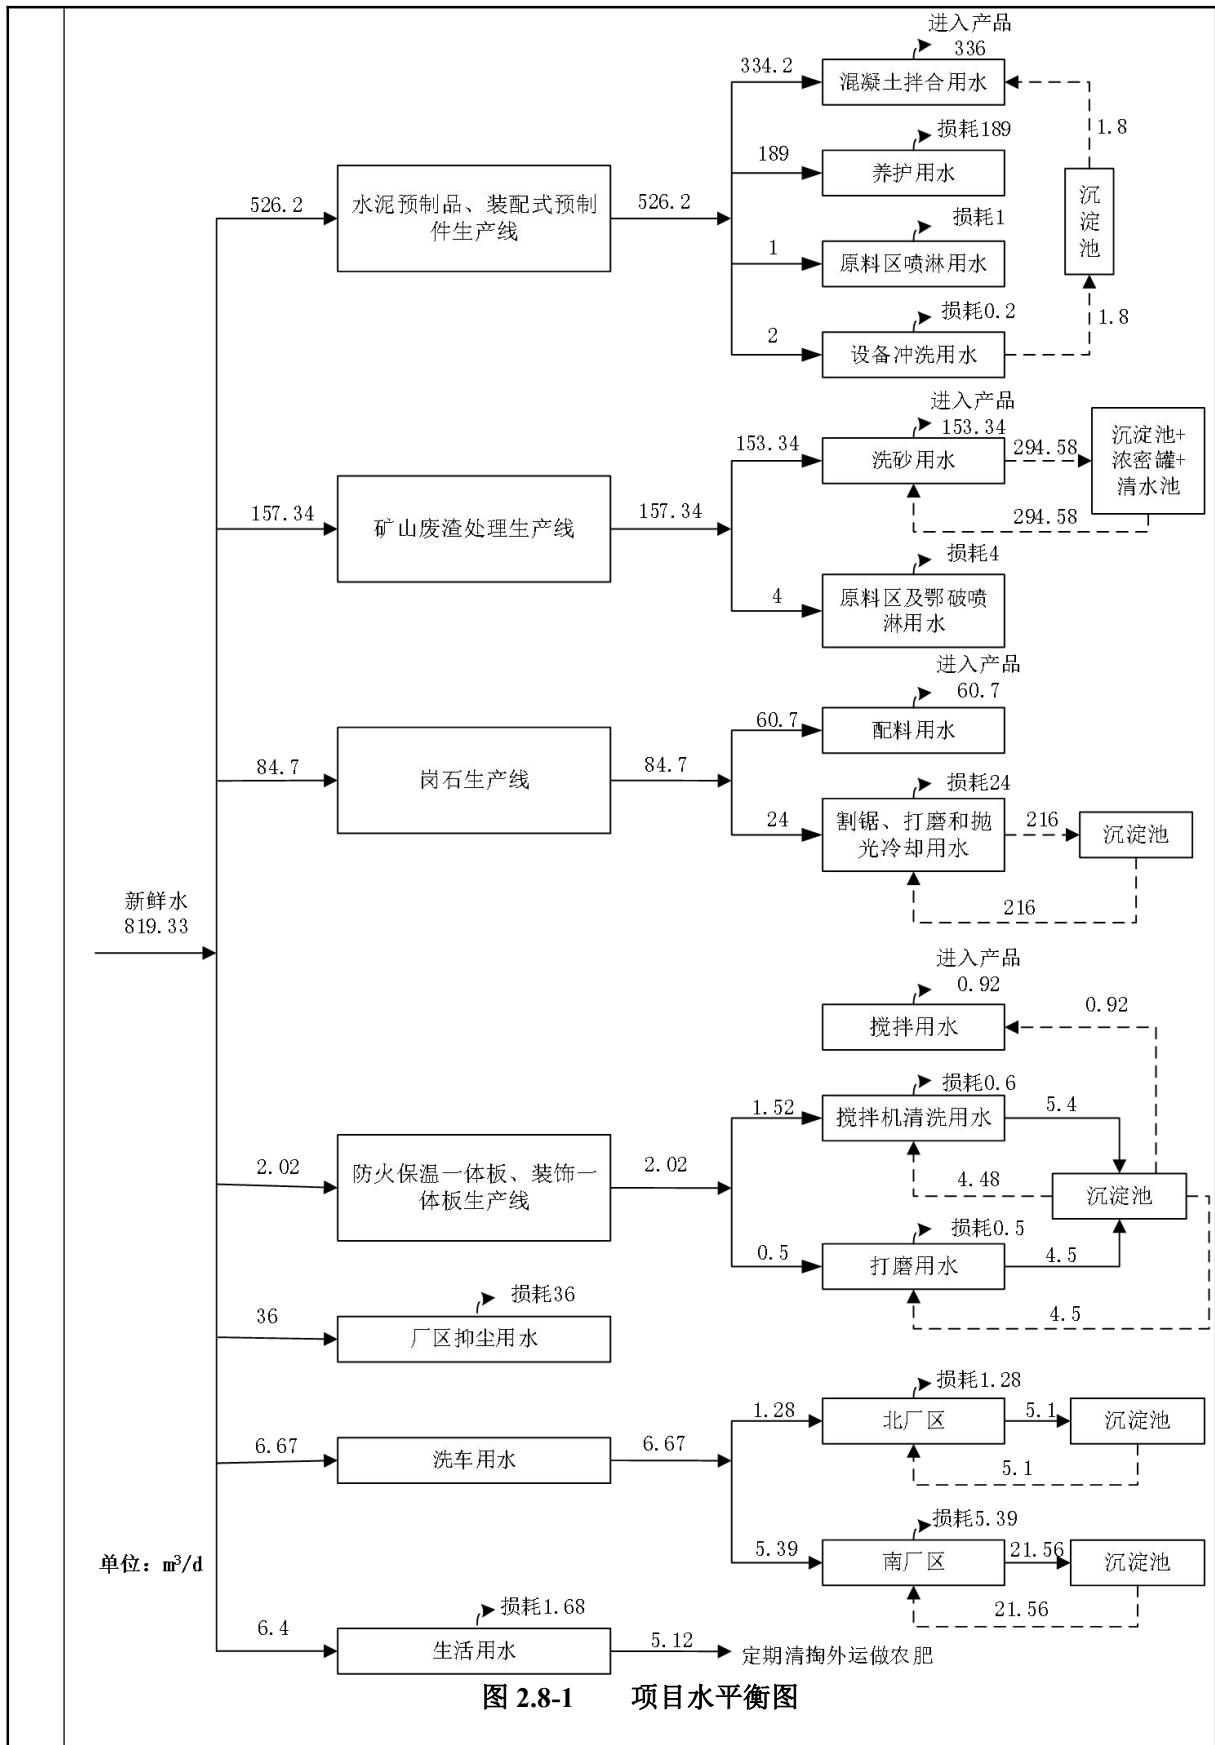 进入产品
336
334.2
混凝土拌合用水
1.8
损耗189
189
养护用水
沉淀池
526.2
水泥预制品、装配式预制
件生产线
526.2
损耗1
1
原料区喷淋用水
损耗0.2
1.8
2
设备冲洗用水
进入产品
153.34
153.34
洗砂用水
294.58
沉淀池+
浓密罐+
清水池
294.58
157.34
矿山废渣处理生产线
157.34
损耗4
4
原料区及鄂破喷
淋用水
进入产品
60.7
60.7
配料用水
84.7
岗石生产线
84.7
损耗24
24
割锯、打磨和抛
光冷却用水
216
沉淀池
216
新鲜水
819.33
进入产品
0.92
0.92
搅拌用水
损耗0.6
1.52
搅拌机清洗用水
5.4
2.02
防火保温一体板、装饰一
体板生产线
2.02
4.48
沉淀池
损耗0.5
0.5
打磨用水
4.5
4.5
损耗36
36
厂区抑尘用水
损耗1.28
1.28
北厂区
5.1
沉淀池
5.1
6.67
洗车用水
6.67
损耗5.39
5.39
南厂区
21.56
沉淀池
21.56
单位：m³/d
损耗1.68
6.4
生活用水
5.12
定期清掏外运做农肥
图 2.8-1 项目水平衡图